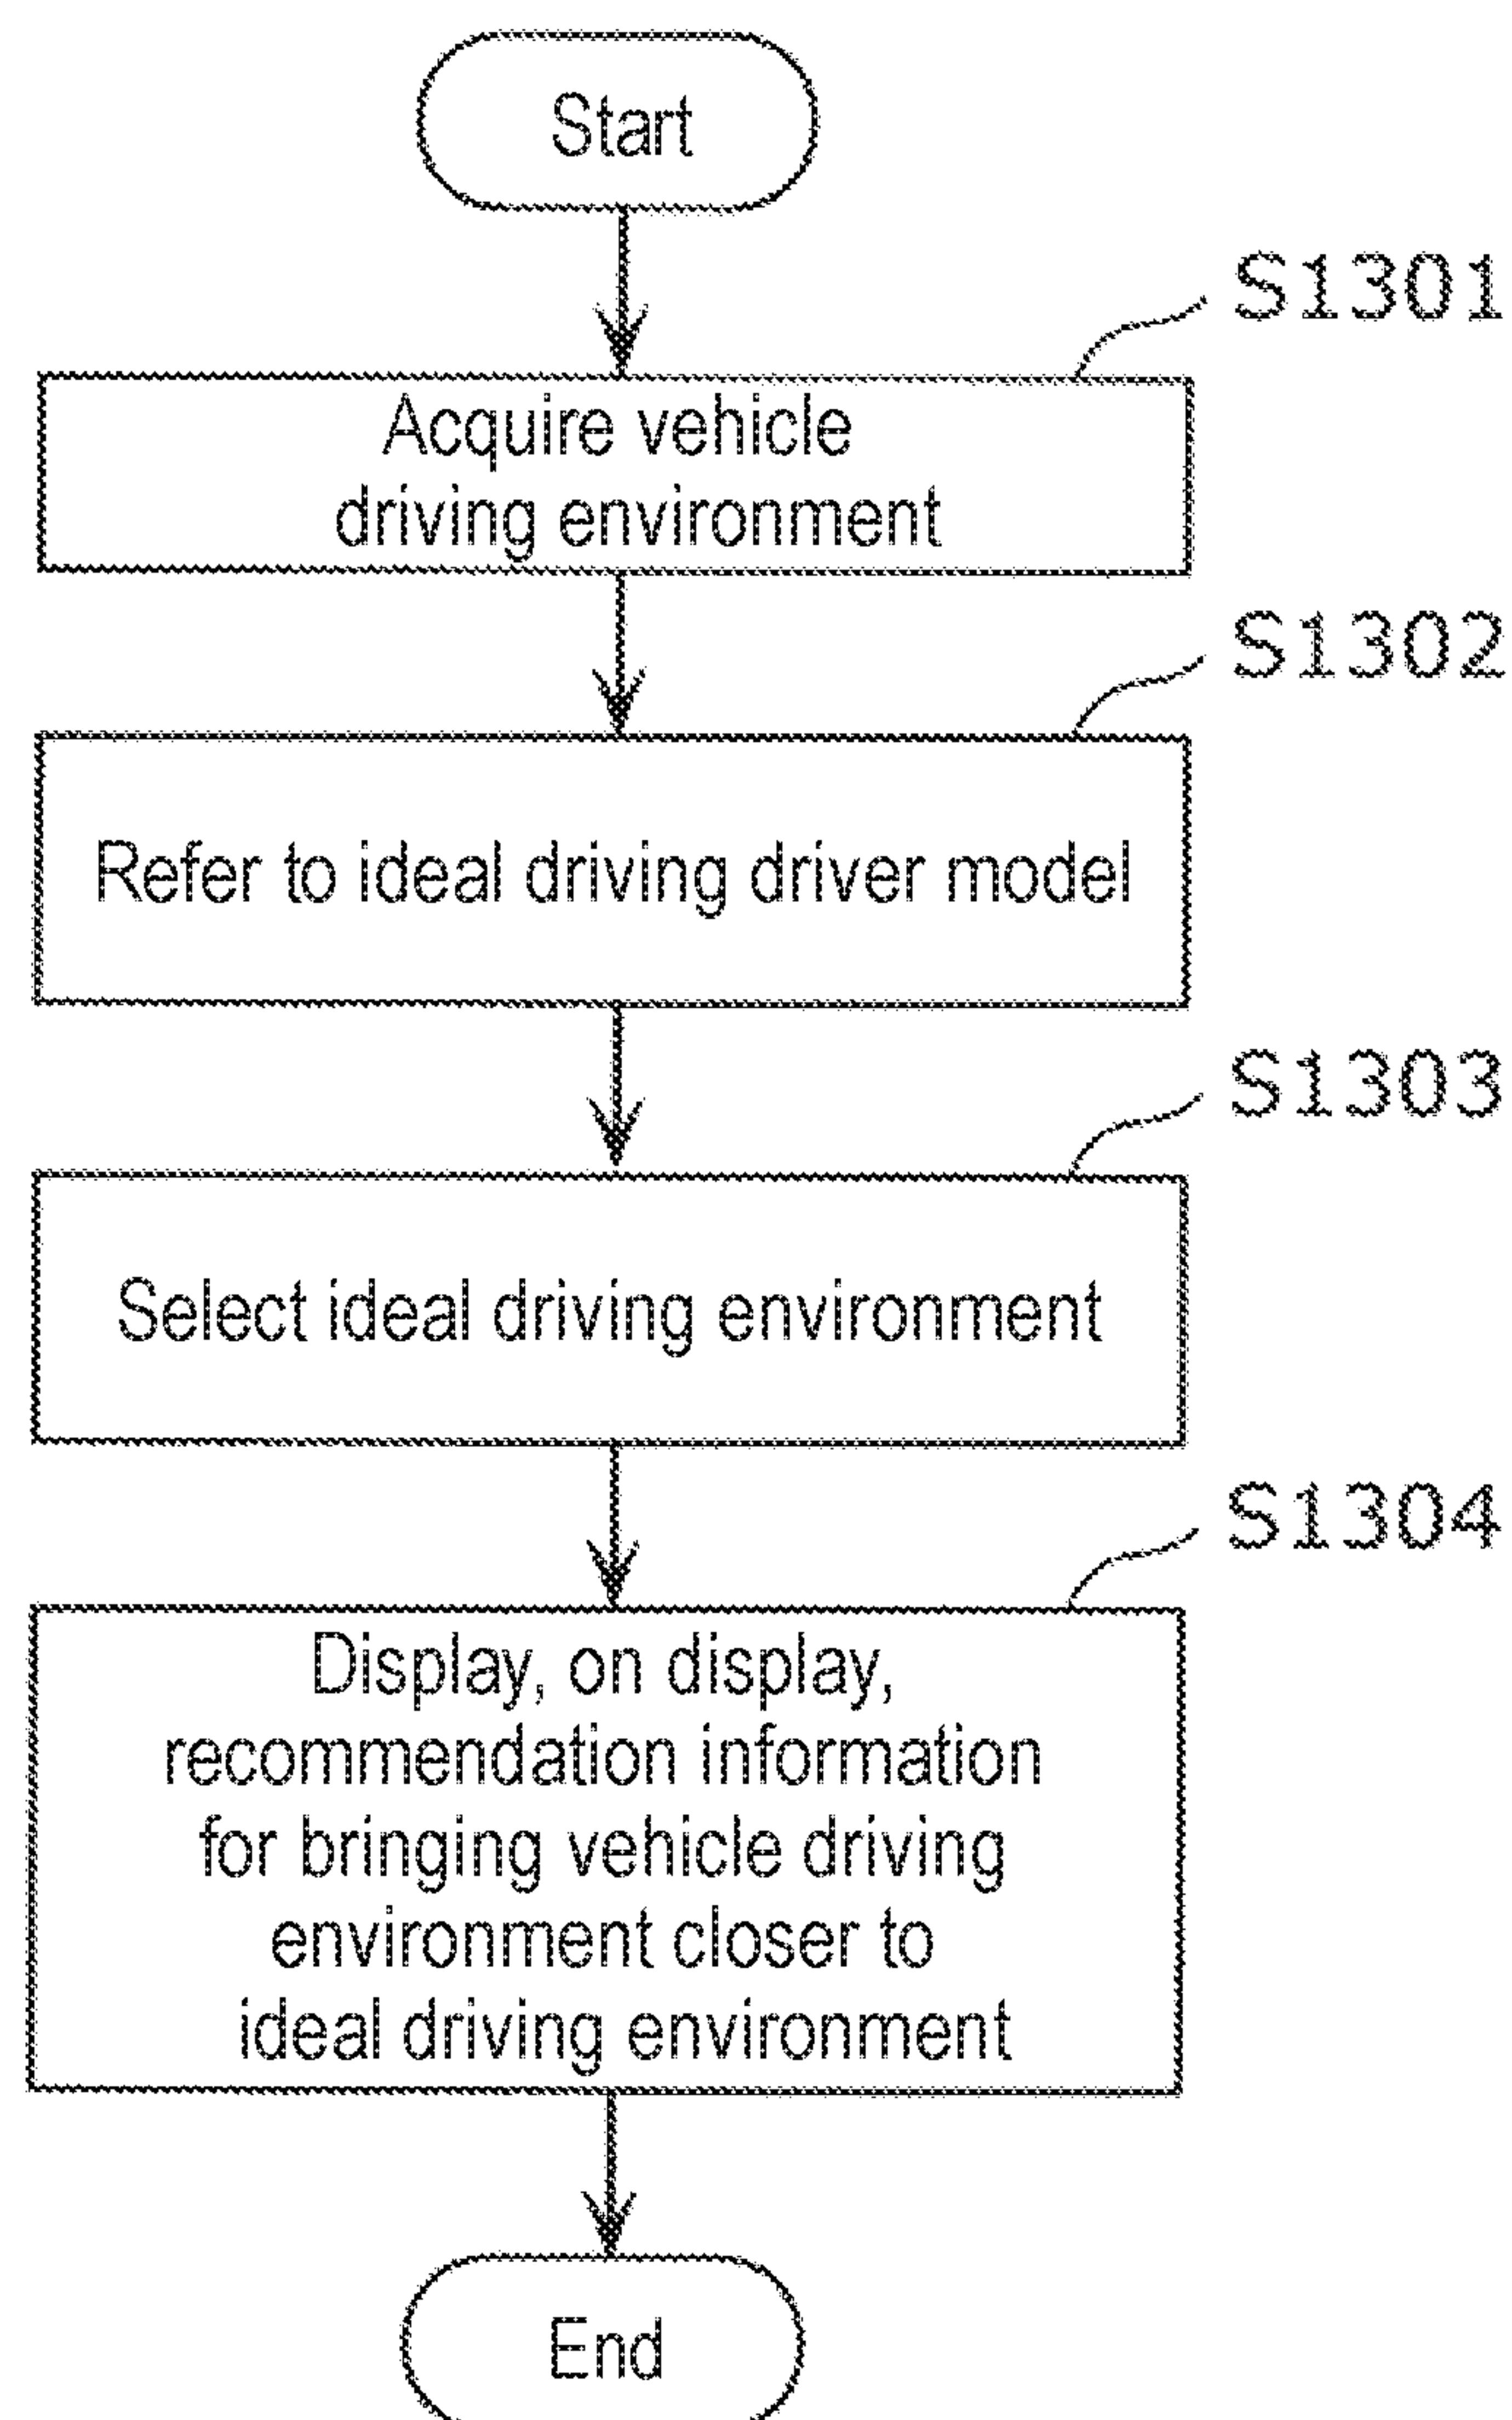 Start
S1301
Acquire vehicle
driving environment
S1302
Refer to ideal driving driver model
S1303
Select ideal driving environment
S1304
Display, on display,
recommendation information
for bringing vehicle driving
environment closer to
ideal driving environment
End